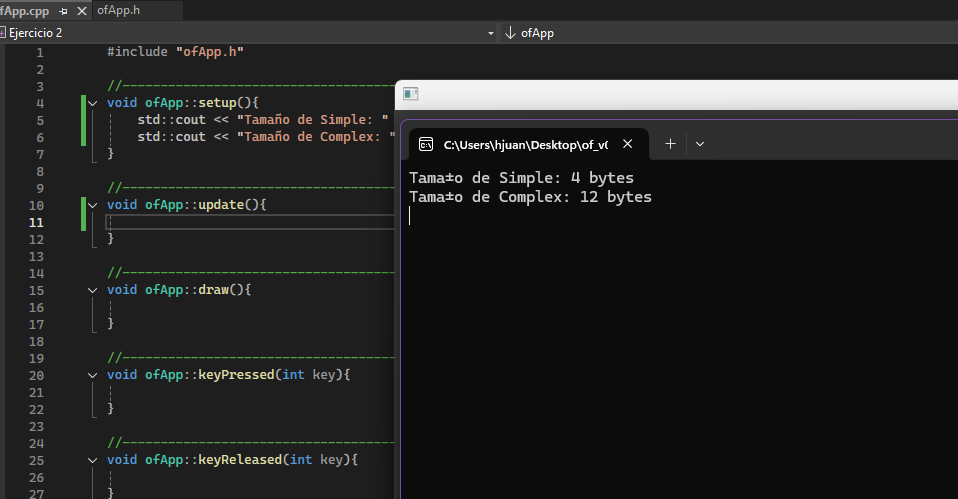 fApp.cpp ofApp.h
Ejercicio 2 ofApp
1 #include "ofApp.h"
2
3 //------------------------------------
4 void ofApp::setup(){
5 std::cout << "Tamaño de Simple: "
6 std::cout << "Tamaño de Complex: "
7 }
8
9 //------------------------------------
10 void ofApp::update(){
11
12 }
13
14 //------------------------------------
15 void ofApp::draw(){
16
17 }
18
19 //------------------------------------
20 void ofApp::keyPressed(int key){
21
22 }
23
24 //------------------------------------
25 void ofApp::keyReleased(int key){
26
27 }
C:\Users\hjuan\Desktop\of_v(
Tama±o de Simple: 4 bytes
Tama±o de Complex: 12 bytes